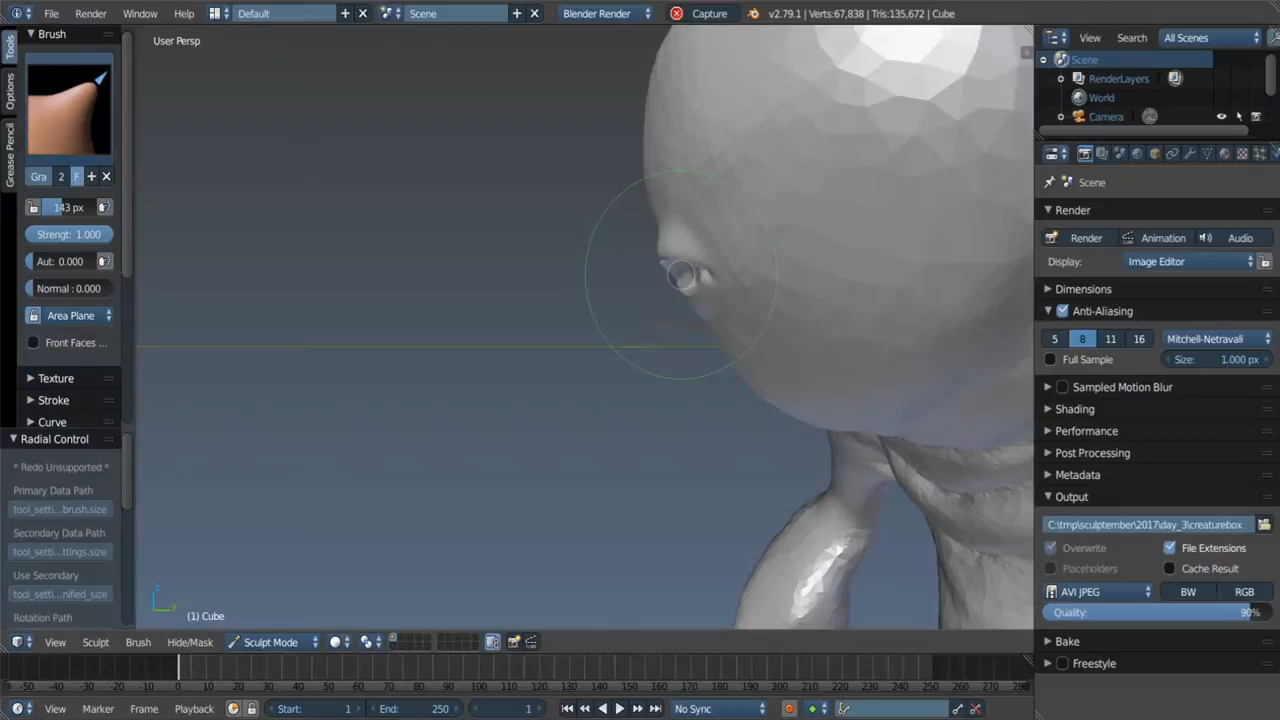 File Render Window Help Default Scene Blender Render Capture v2.79.1 | Verts:67,838 | Tris:135,672 | Cube
Brush
User Persp
View Search All Scenes
Scene
RenderLayers
World
Camera
Tools
Options
Grease Pencil
Gra 2 F
143 px
Strengt: 1.000
Aut: 0.000
Normal : 0.000
Area Plane
Front Faces ...
Texture
Stroke
Curve
Radial Control
* Redo Unsupported *
Primary Data Path
tool_setti...brush.size
Secondary Data Path
tool_setti...ttings.size
Use Secondary
tool_setti...nified_size
Rotation Path
Scene
Render
Render Animation Audio
Display: Image Editor
Dimensions
Anti-Aliasing
5 8 11 16 Mitchell-Netravali
Full Sample Size: 1.000 px
Sampled Motion Blur
Shading
Performance
Post Processing
Metadata
Output
C:\tmp\sculptember\2017\day_3\creaturebox
Overwrite File Extensions
Placeholders Cache Result
AVI JPEG BW RGB
Quality: 90%
Bake
Freestyle
z
y
(1) Cube
View Sculpt Brush Hide/Mask Sculpt Mode
-50 -40 -30 -20 -10 0 10 20 30 40 50 60 70 80 90 100 110 120 130 140 150 160 170 180 190 200 210 220 230 240 250 260 270 280
View Marker Frame Playback Start: 1 End: 250 1 No Sync